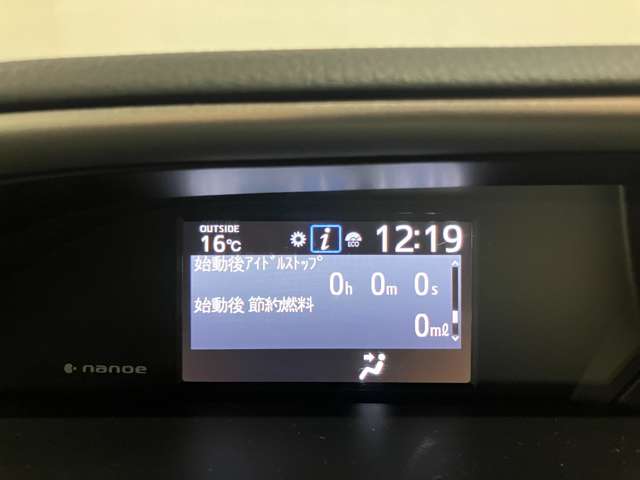 OUTSIDE
16℃ i ECO 12:19
始動後ｱｲﾄﾞﾙｽﾄｯﾌﾟ
0h 0m 0s
始動後 節約燃料
0mℓ
nanoe